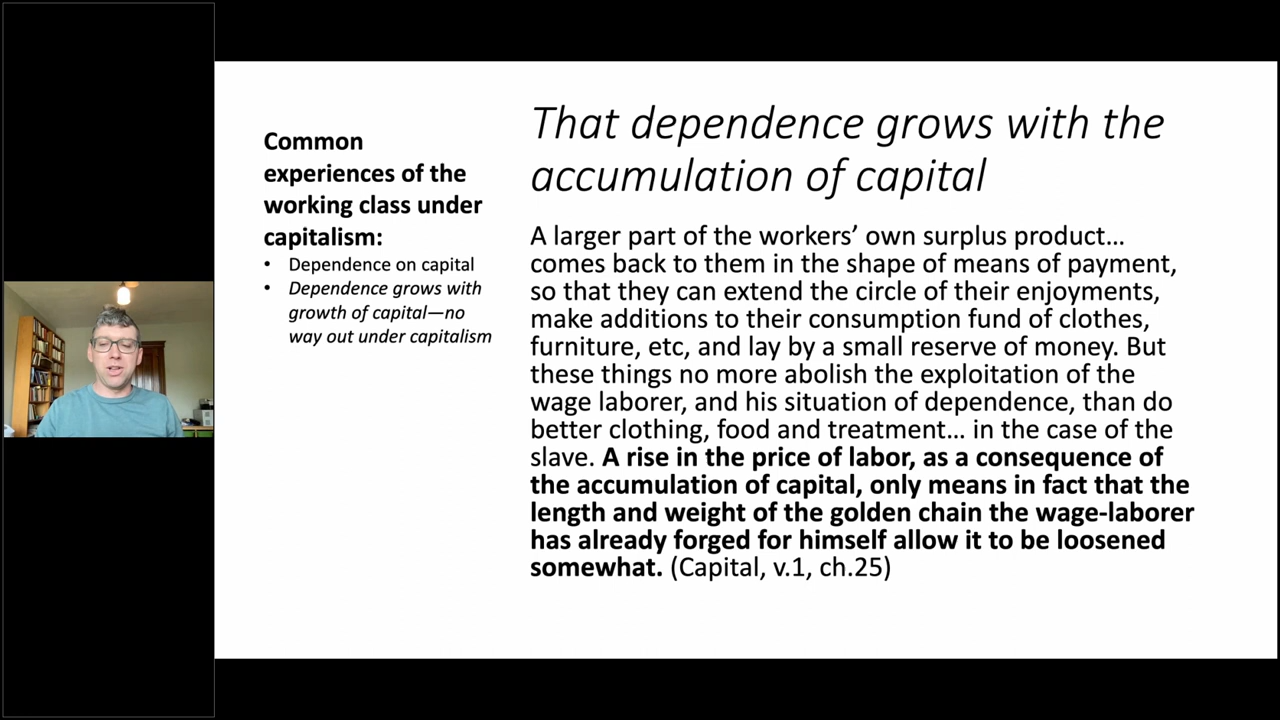 Common
experiences of the
working class under
capitalism:
• Dependence on capital
• Dependence grows with
growth of capital—no
way out under capitalism
That dependence grows with the
accumulation of capital
A larger part of the workers’ own surplus product…
comes back to them in the shape of means of payment,
so that they can extend the circle of their enjoyments,
make additions to their consumption fund of clothes,
furniture, etc, and lay by a small reserve of money. But
these things no more abolish the exploitation of the
wage laborer, and his situation of dependence, than do
better clothing, food and treatment… in the case of the
slave. A rise in the price of labor, as a consequence of
the accumulation of capital, only means in fact that the
length and weight of the golden chain the wage-laborer
has already forged for himself allow it to be loosened
somewhat. (Capital, v.1, ch.25)